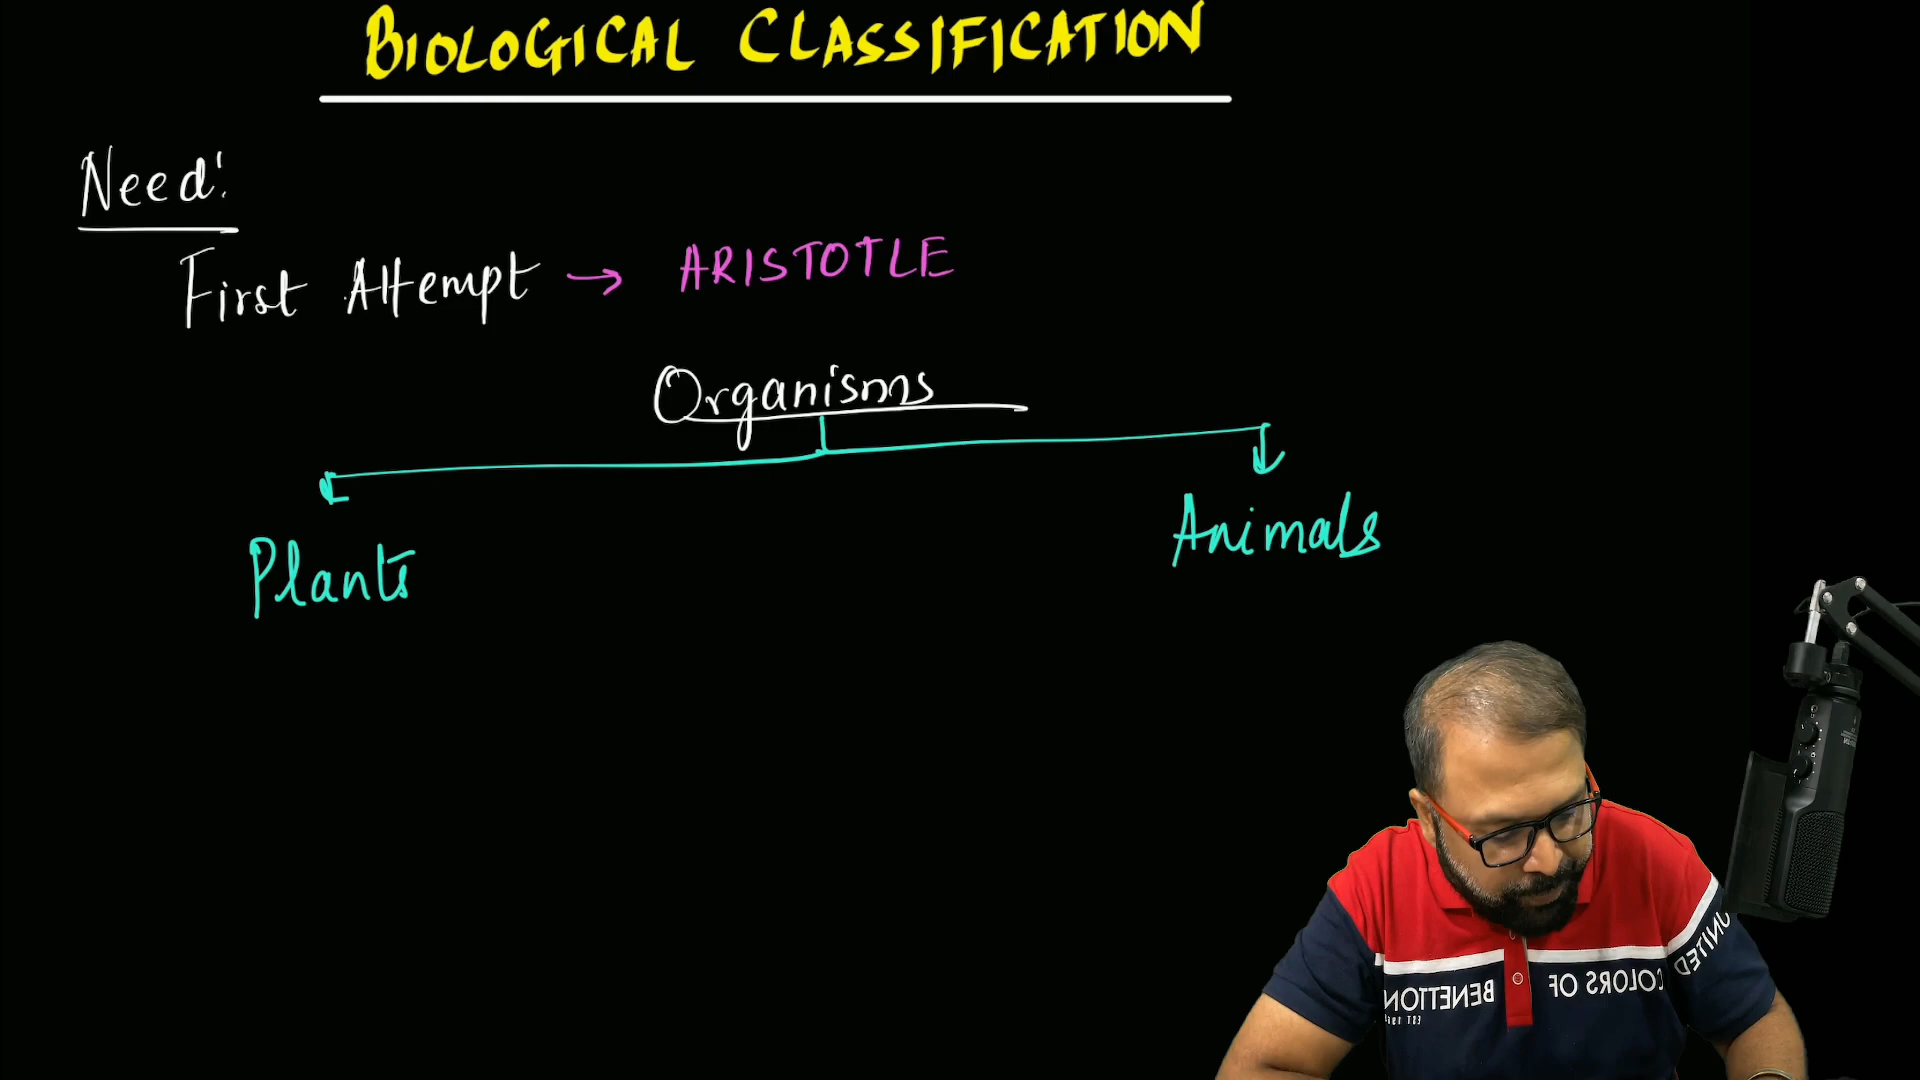 BIOLOGICAL CLASSIFICATION
Need:
First Attempt → ARISTOTLE
Organisms
Plants
Animals
UNITED
COLORS OF
BENETTON